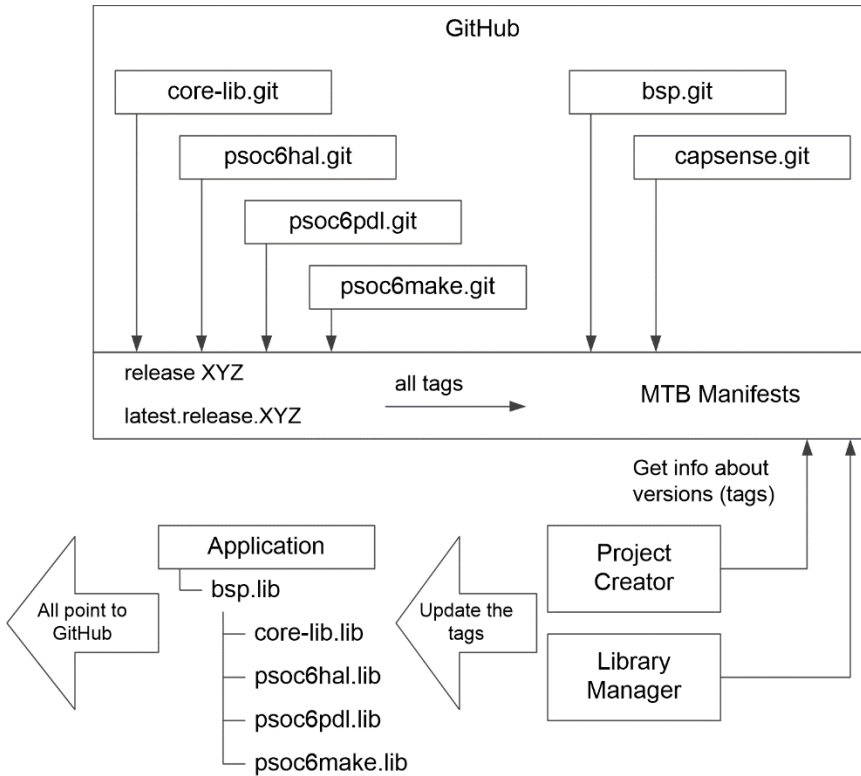 GitHub
core-lib.git
bsp.git
psoc6hal.git
capsense.git
psoc6pdl.git
psoc6make.git
release XYZ
latest.release.XYZ
all tags
MTB Manifests
Get info about
versions (tags)
Application
bsp.lib
core-lib.lib
psoc6hal.lib
psoc6pdl.lib
psoc6make.lib
All point to
GitHub
Update the
tags
Project
Creator
Library
Manager